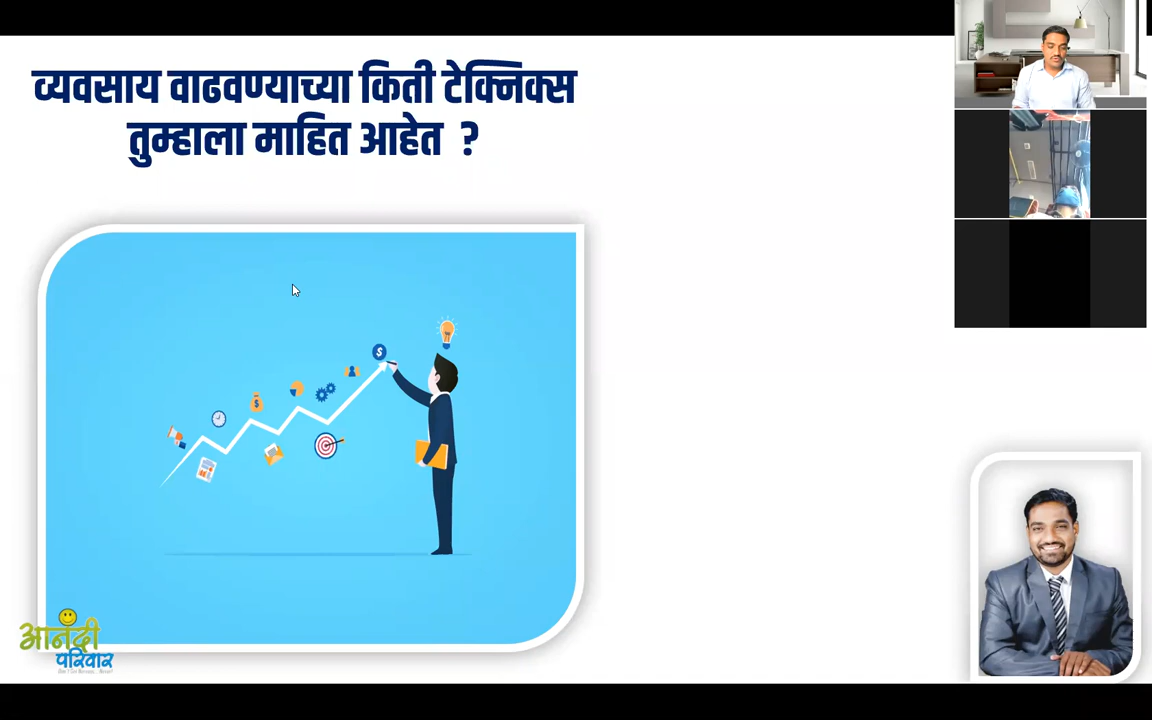 व्यवसाय वाढवण्याच्या किती टेक्निक्स
तुम्हाला माहित आहेत ?
$
$
आनंदी
परिवार